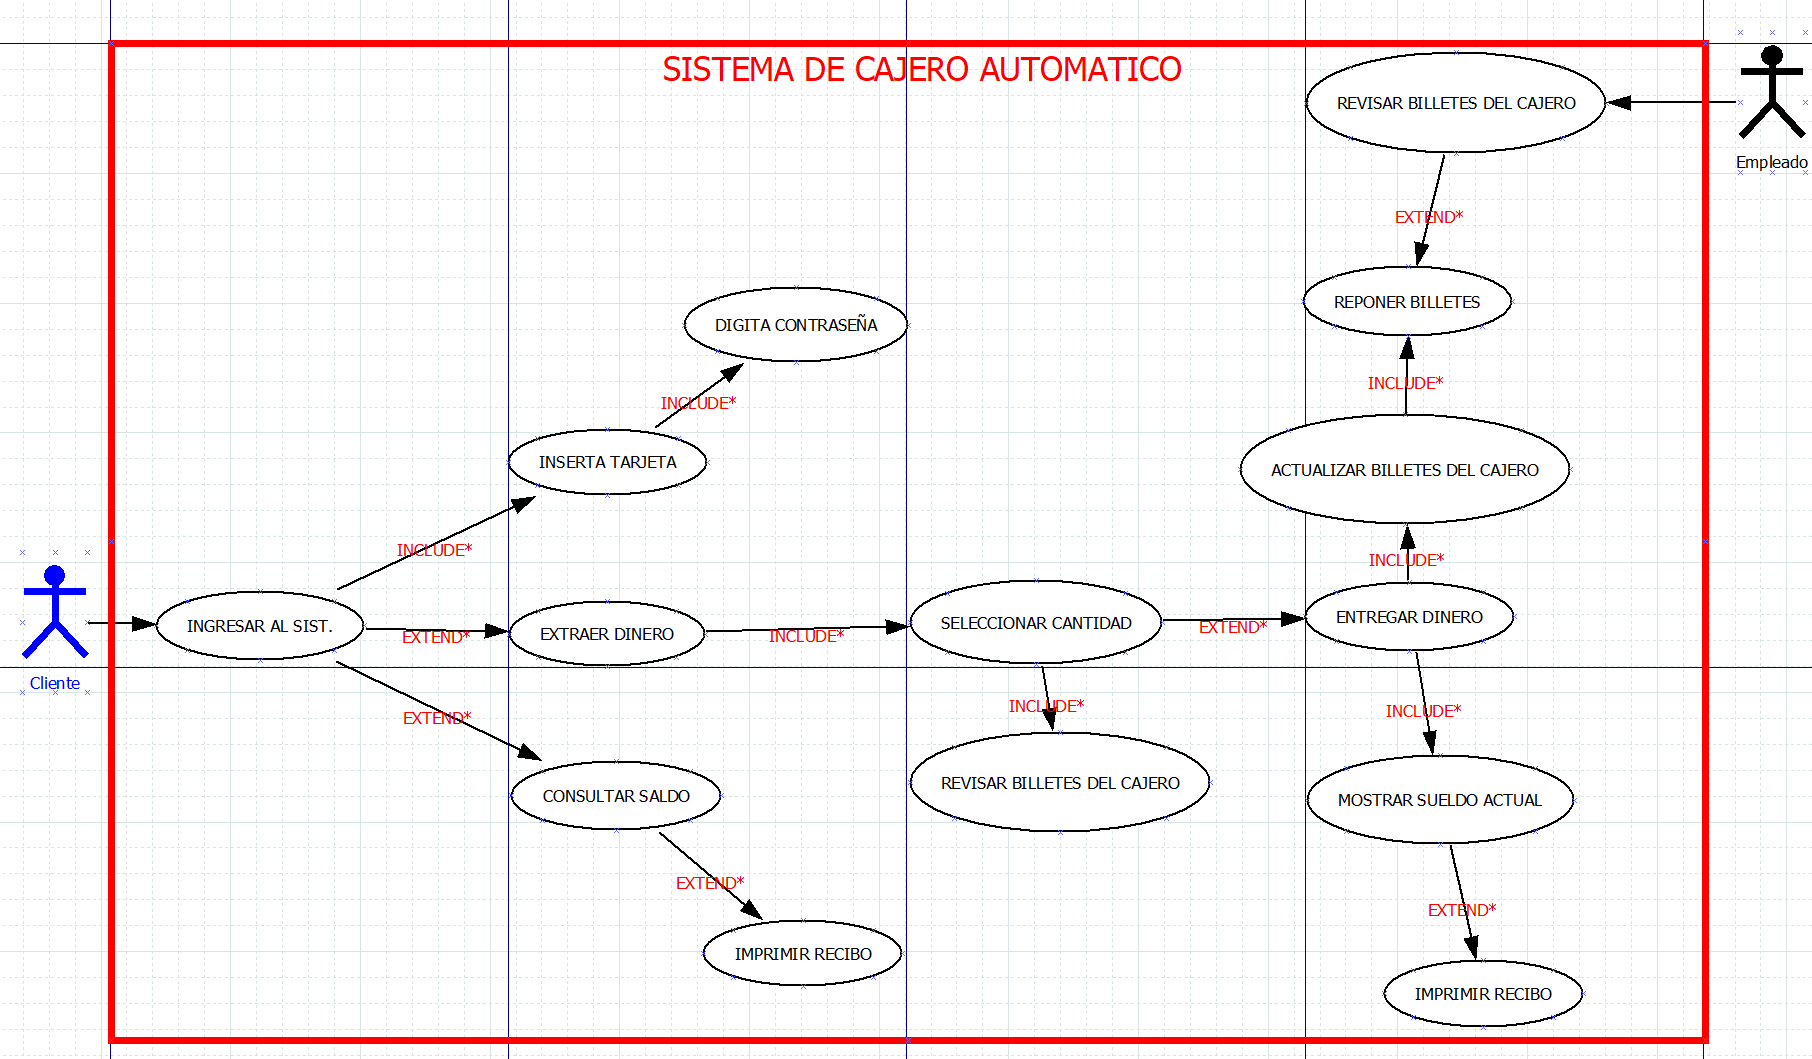 SISTEMA DE CAJERO AUTOMATICO
REVISAR BILLETES DEL CAJERO
Empleado
EXTEND*
REPONER BILLETES
DIGITA CONTRASEÑA
INCLUDE*
INCLUDE*
INSERTA TARJETA
ACTUALIZAR BILLETES DEL CAJERO
INCLUDE*
INCLUDE*
INGRESAR AL SIST.
EXTEND*
EXTRAER DINERO
INCLUDE*
SELECCIONAR CANTIDAD
EXTEND*
ENTREGAR DINERO
Cliente
EXTEND*
INCLUDE*
INCLUDE*
CONSULTAR SALDO
REVISAR BILLETES DEL CAJERO
MOSTRAR SUELDO ACTUAL
EXTEND*
EXTEND*
IMPRIMIR RECIBO
IMPRIMIR RECIBO